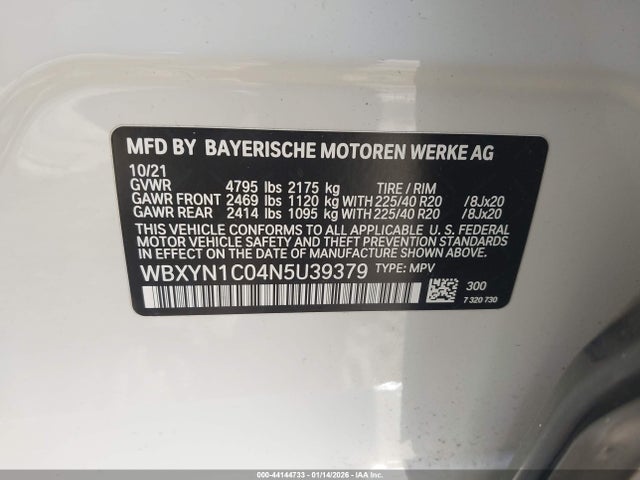 MFD BY BAYERISCHE MOTOREN WERKE AG
10/21
GVWR 4795 lbs 2175 kg TIRE / RIM
GAWR FRONT 2469 lbs 1120 kg WITH 225/40 R20 /8Jx20
GAWR REAR 2414 lbs 1095 kg WITH 225/40 R20 /8Jx20
THIS VEHICLE CONFORMS TO ALL APPLICABLE U.S. FEDERAL
MOTOR VEHICLE SAFETY AND THEFT PREVENTION STANDARDS
IN EFFECT ON THE DATE OF MANUFACTURE SHOWN ABOVE.
WBXYN1C04N5U39379 TYPE: MPV
300
7 320 730
000-44144733 - 01/14/2026 - IAA Inc.